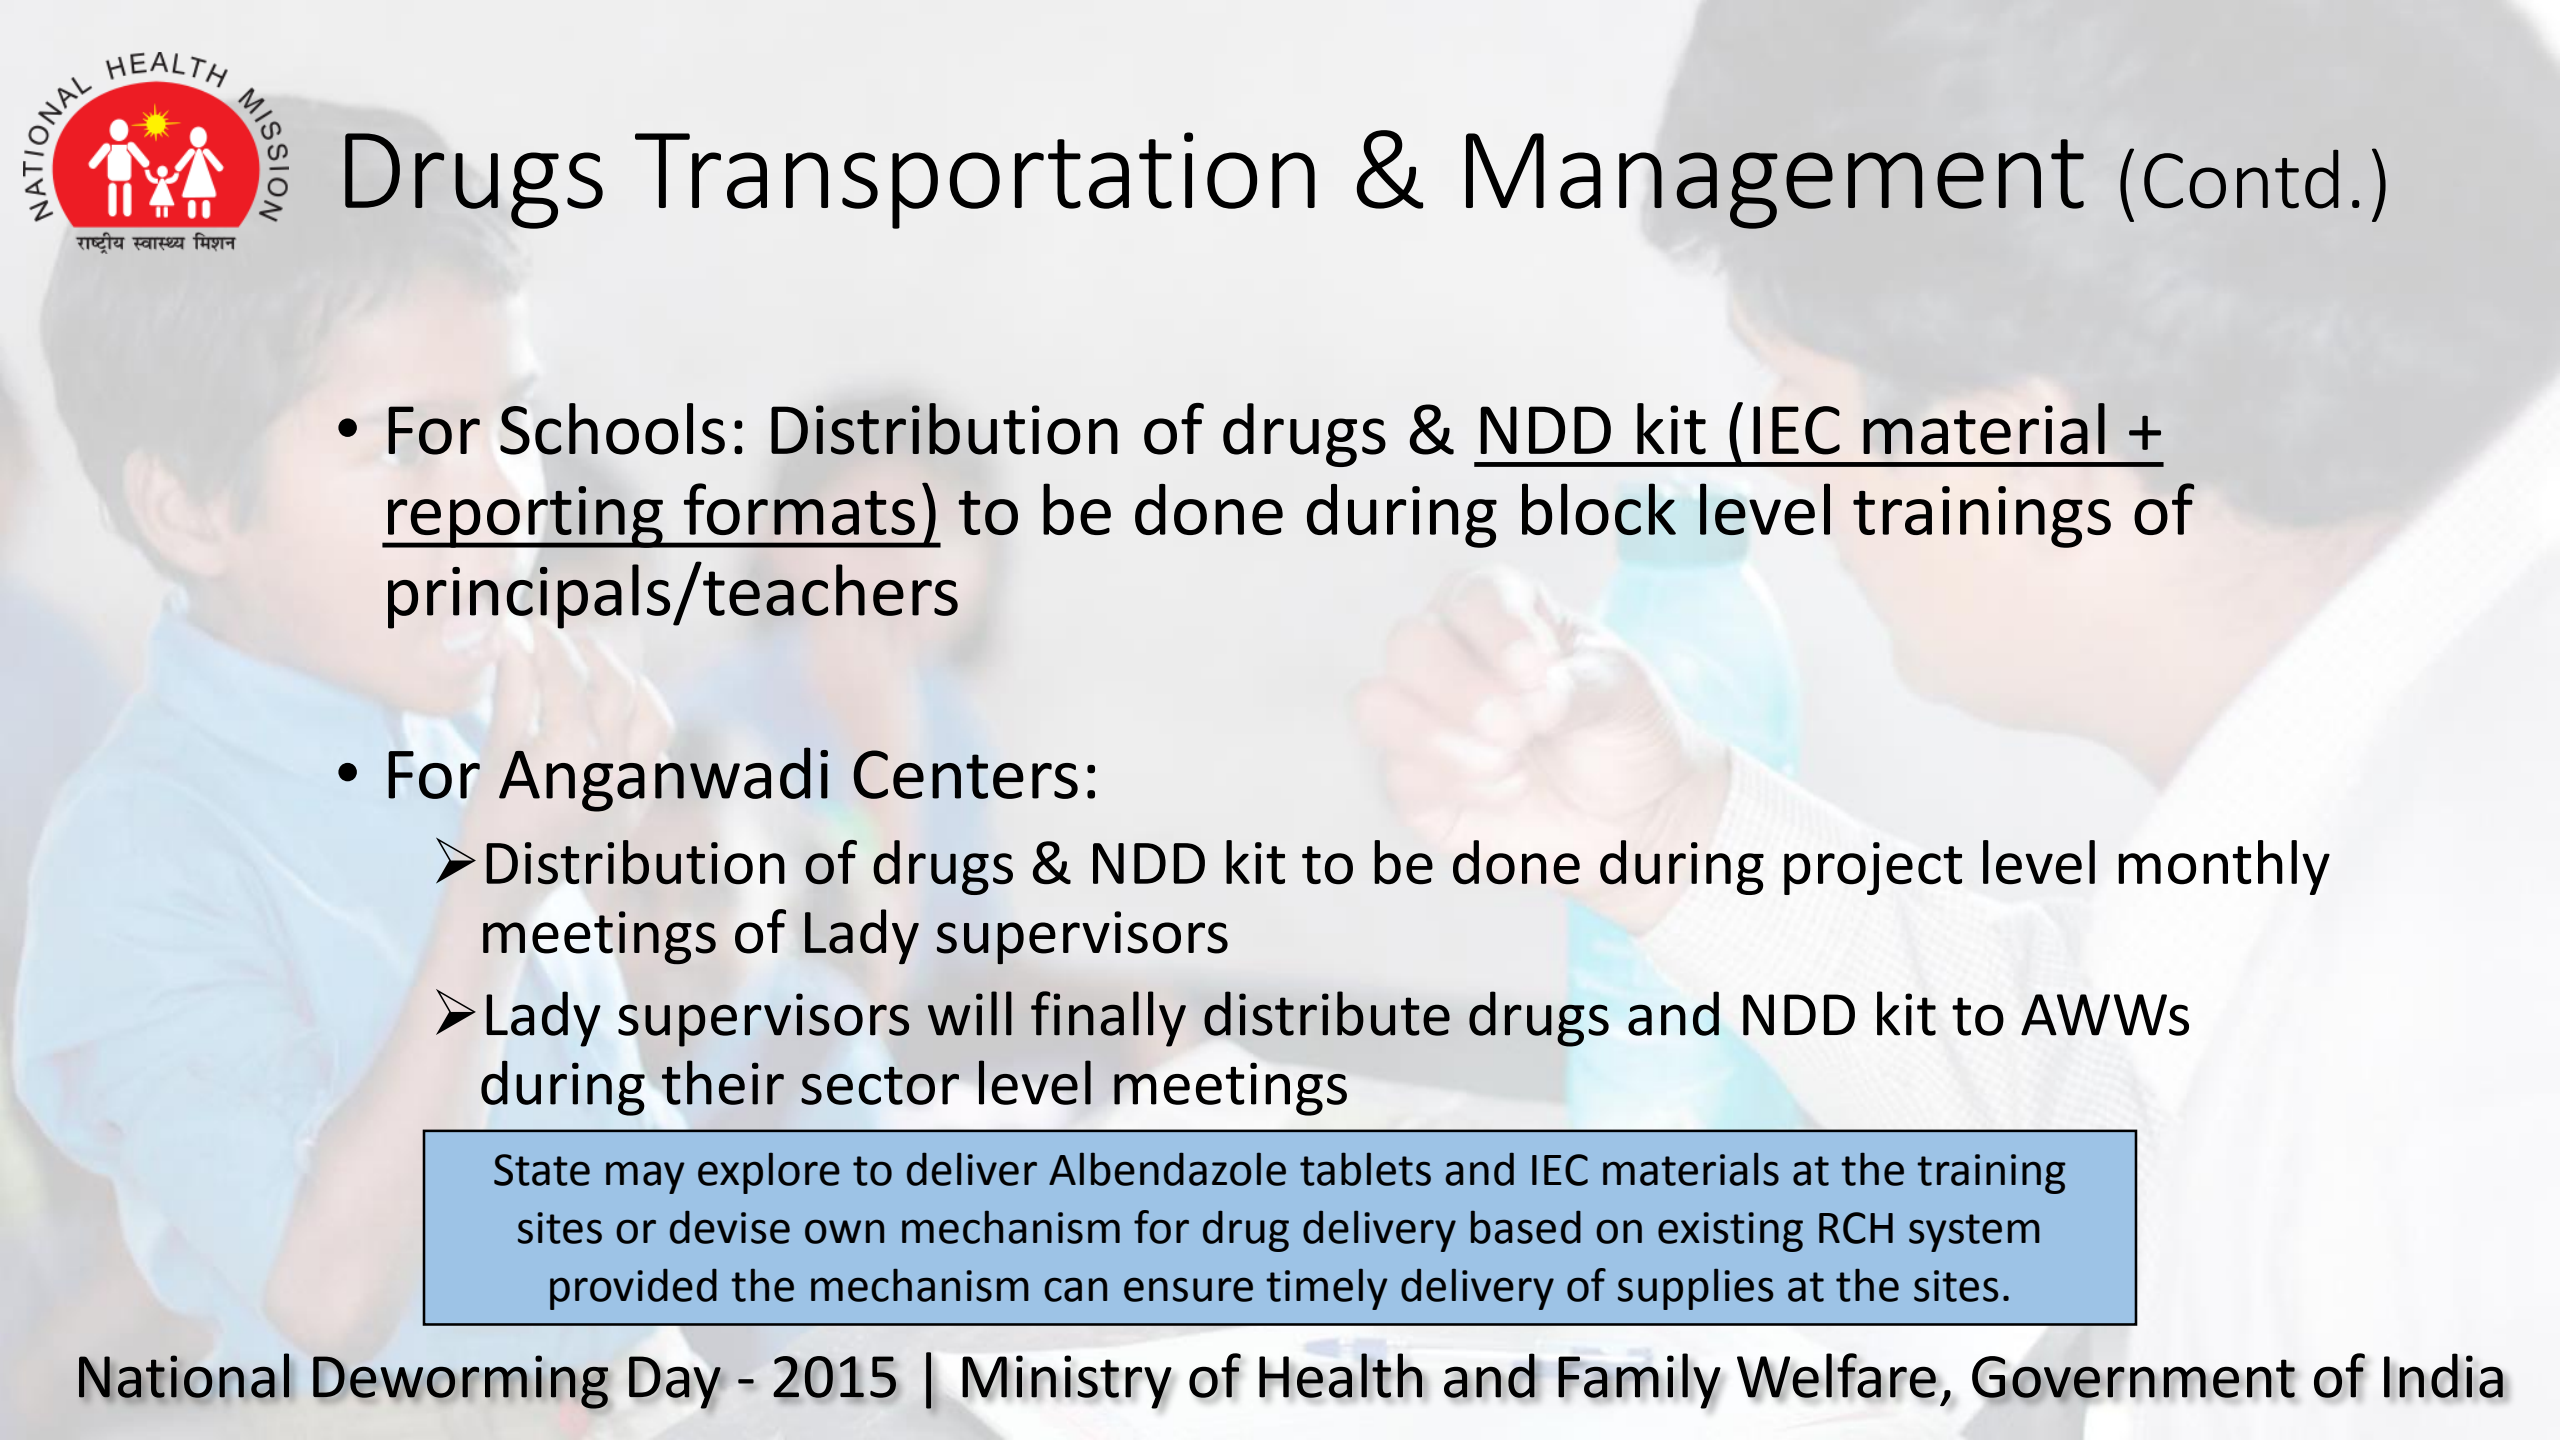 NATIONAL HEALTH MISSION
राष्ट्रीय स्वास्थ्य मिशन
Drugs Transportation & Management (Contd.)
• For Schools: Distribution of drugs & NDD kit (IEC material +
reporting formats) to be done during block level trainings of
principals/teachers
• For Anganwadi Centers:
➢Distribution of drugs & NDD kit to be done during project level monthly
meetings of Lady supervisors
➢Lady supervisors will finally distribute drugs and NDD kit to AWWs
during their sector level meetings
State may explore to deliver Albendazole tablets and IEC materials at the training
sites or devise own mechanism for drug delivery based on existing RCH system
provided the mechanism can ensure timely delivery of supplies at the sites.
National Deworming Day - 2015 | Ministry of Health and Family Welfare, Government of India